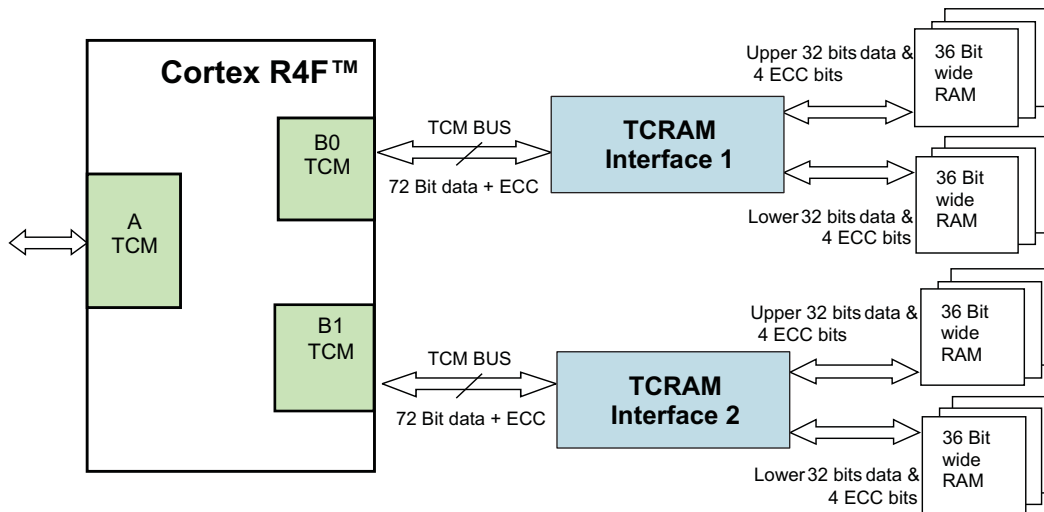 Cortex R4F™
A
TCM
B0
TCM
B1
TCM
TCM BUS
72 Bit data + ECC
TCRAM
Interface 1
Upper 32 bits data &
4 ECC bits
36 Bit
wide
RAM
Lower 32 bits data &
4 ECC bits
36 Bit
wide
RAM
TCM BUS
72 Bit data + ECC
TCRAM
Interface 2
Upper 32 bits data &
4 ECC bits
36 Bit
wide
RAM
Lower 32 bits data &
4 ECC bits
36 Bit
wide
RAM